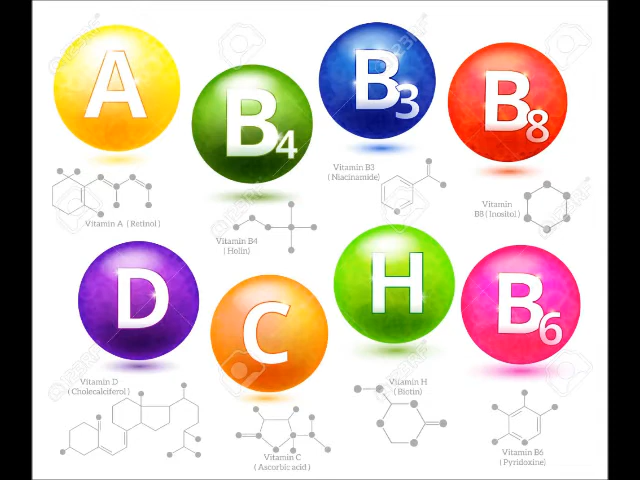 A
B4
B3
B8
Vitamin A ( Retinol )
Vitamin B4
( Holin)
Vitamin B3
( Niacinamide)
Vitamin
B8 ( Inositol )
D
C
H
B6
Vitamin D
( Cholecalciferol )
Vitamin C
( Ascorbic acid )
Vitamin H
( Biotin)
Vitamin B6
( Pyridoxine)